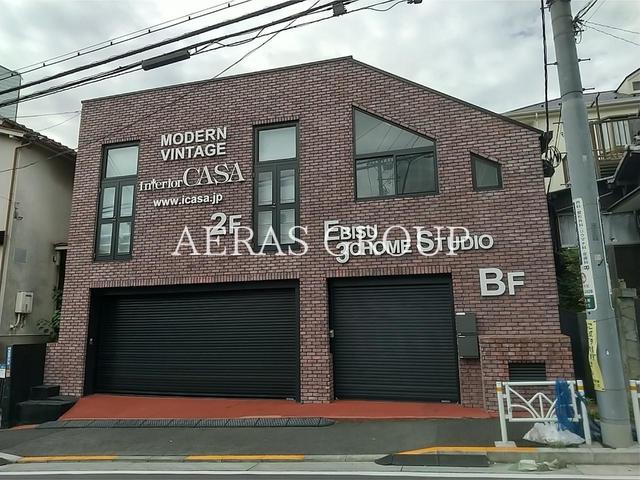 MODERN
VINTAGE
Interior CASA
www.icasa.jp
2F
EBISU
3CHOME STUDIO
BF
AERAS GROUP